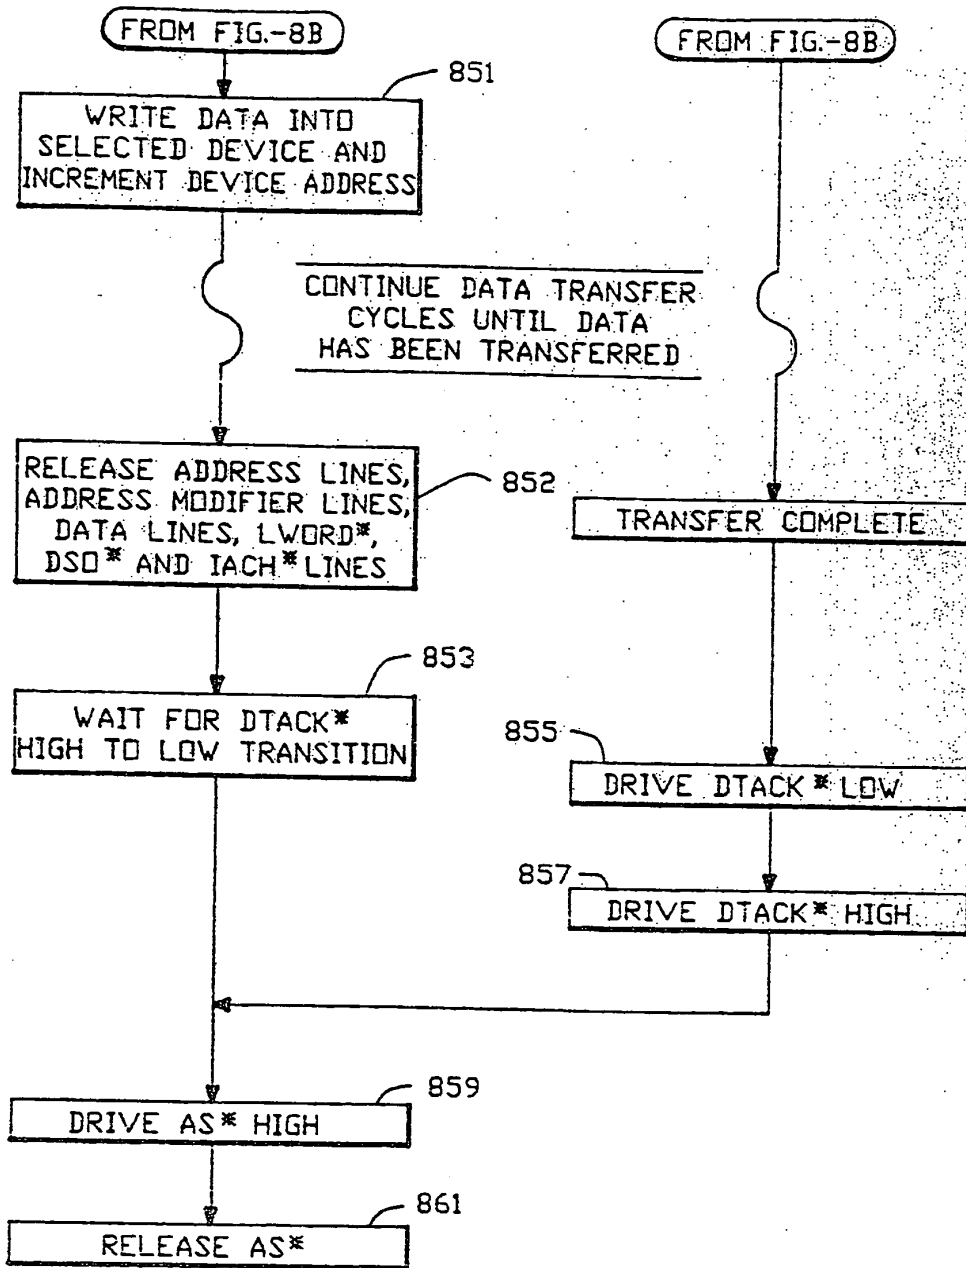 FROM FIG.-8B
851
WRITE DATA INTO
SELECTED DEVICE AND
INCREMENT DEVICE ADDRESS
FROM FIG.-8B
CONTINUE DATA TRANSFER
CYCLES UNTIL DATA
HAS BEEN TRANSFERRED
RELEASE ADDRESS LINES,
ADDRESS MODIFIER LINES,
DATA LINES, LWORD*,
DSO* AND IACH* LINES
852
TRANSFER COMPLETE
853
WAIT FOR DTACK*
HIGH TO LOW TRANSITION
855
DRIVE DTACK* LOW
857
DRIVE DTACK* HIGH
859
DRIVE AS* HIGH
861
RELEASE AS*